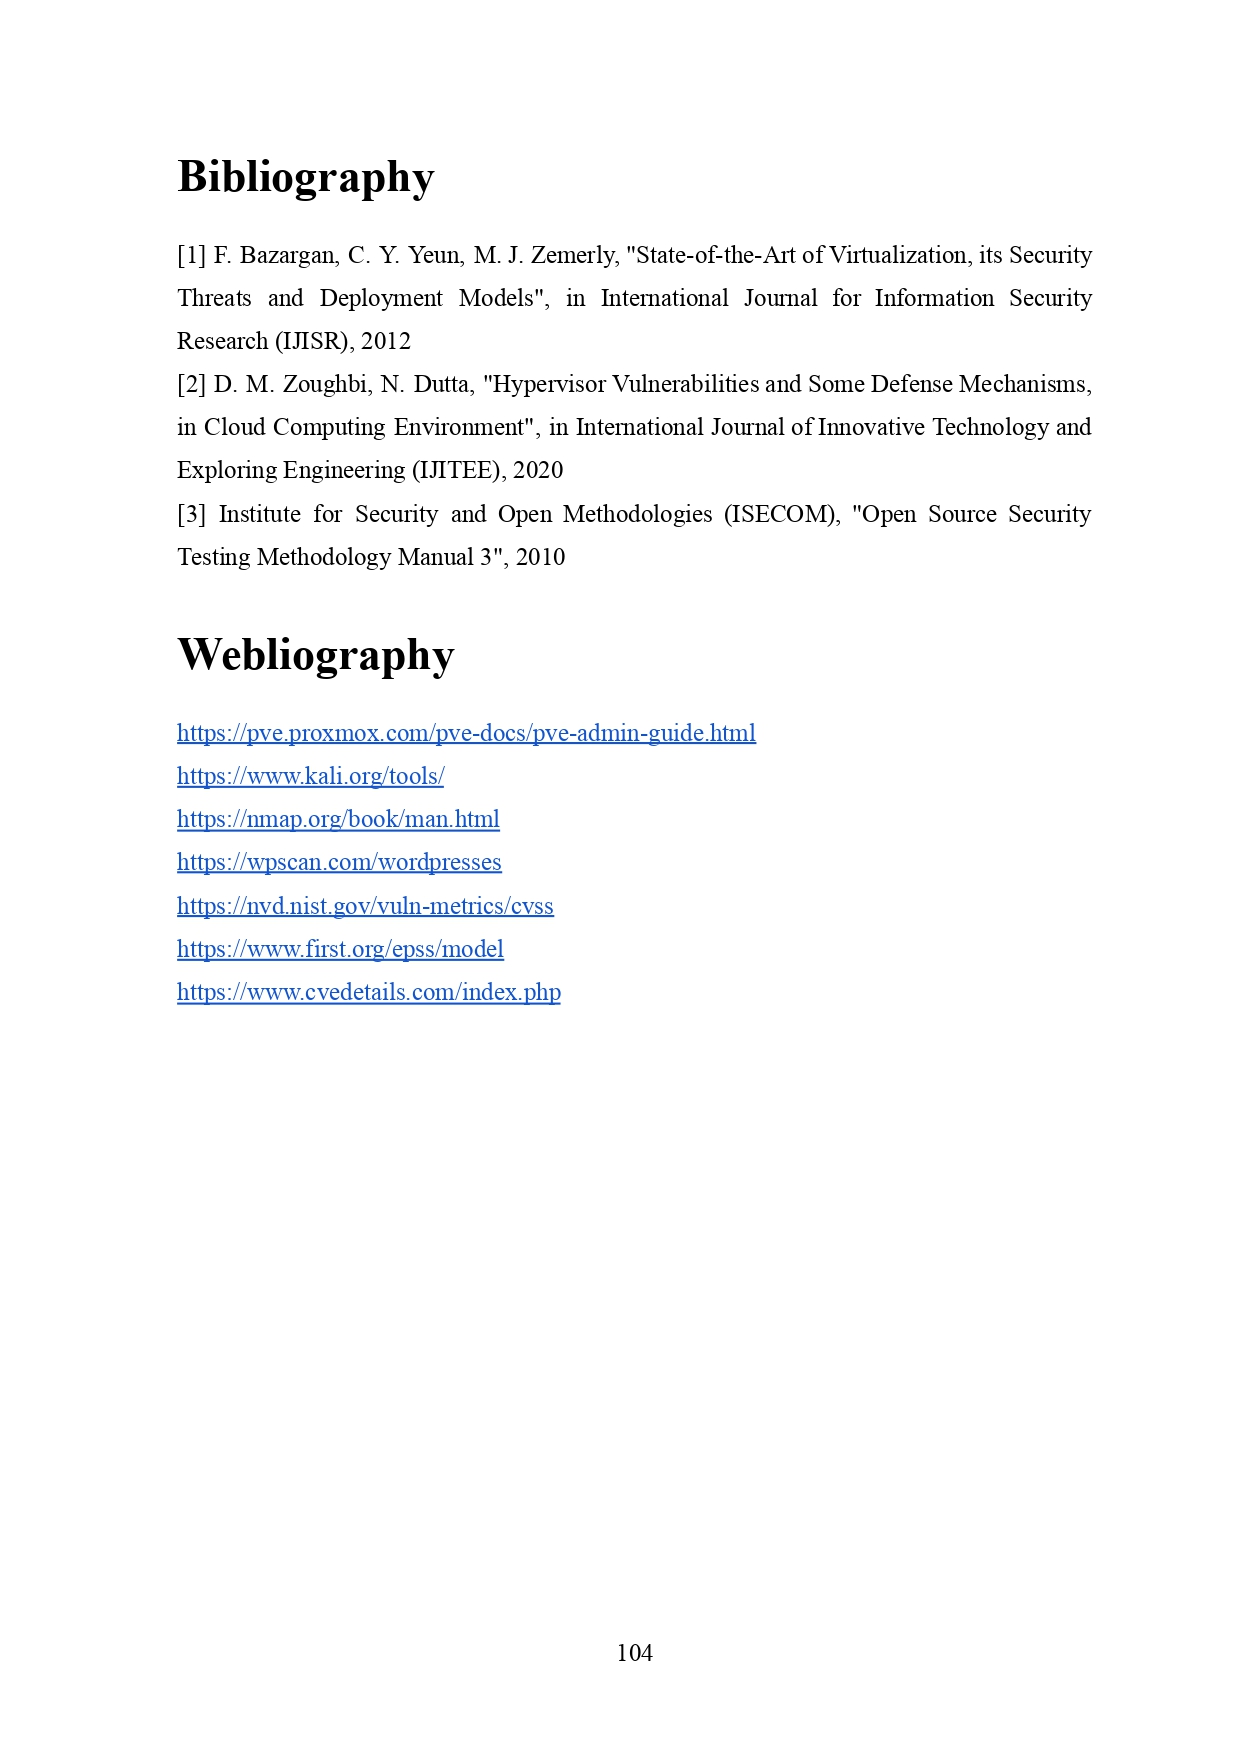 Bibliography
[1] F. Bazargan, C. Y. Yeun, M. J. Zemerly, "State-of-the-Art of Virtualization, its Security
Threats and Deployment Models", in International Journal for Information Security
Research (IJISR), 2012
[2] D. M. Zoughbi, N. Dutta, "Hypervisor Vulnerabilities and Some Defense Mechanisms,
in Cloud Computing Environment", in International Journal of Innovative Technology and
Exploring Engineering (IJITEE), 2020
[3] Institute for Security and Open Methodologies (ISECOM), "Open Source Security
Testing Methodology Manual 3", 2010
Webliography
https://pve.proxmox.com/pve-docs/pve-admin-guide.html
https://www.kali.org/tools/
https://nmap.org/book/man.html
https://wpscan.com/wordpresses
https://nvd.nist.gov/vuln-metrics/cvss
https://www.first.org/epss/model
https://www.cvedetails.com/index.php
104